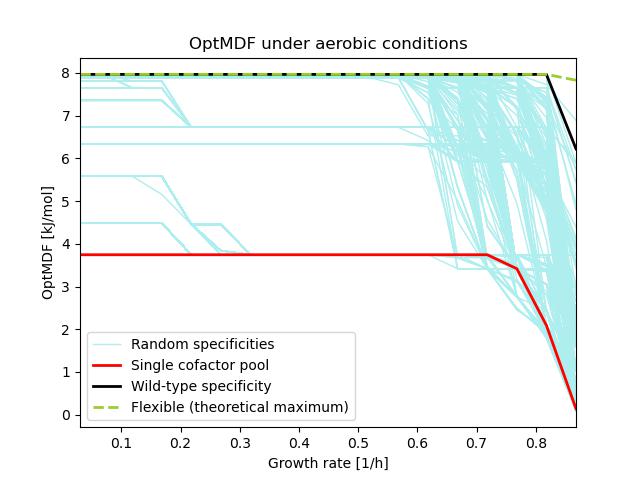 OptMDF under aerobic conditions
OptMDF [kJ/mol]
8
7
6
5
4
3
2
1
0
Random specificities
Single cofactor pool
Wild-type specificity
Flexible (theoretical maximum)
0.1 0.2 0.3 0.4 0.5 0.6 0.7 0.8
Growth rate [1/h]